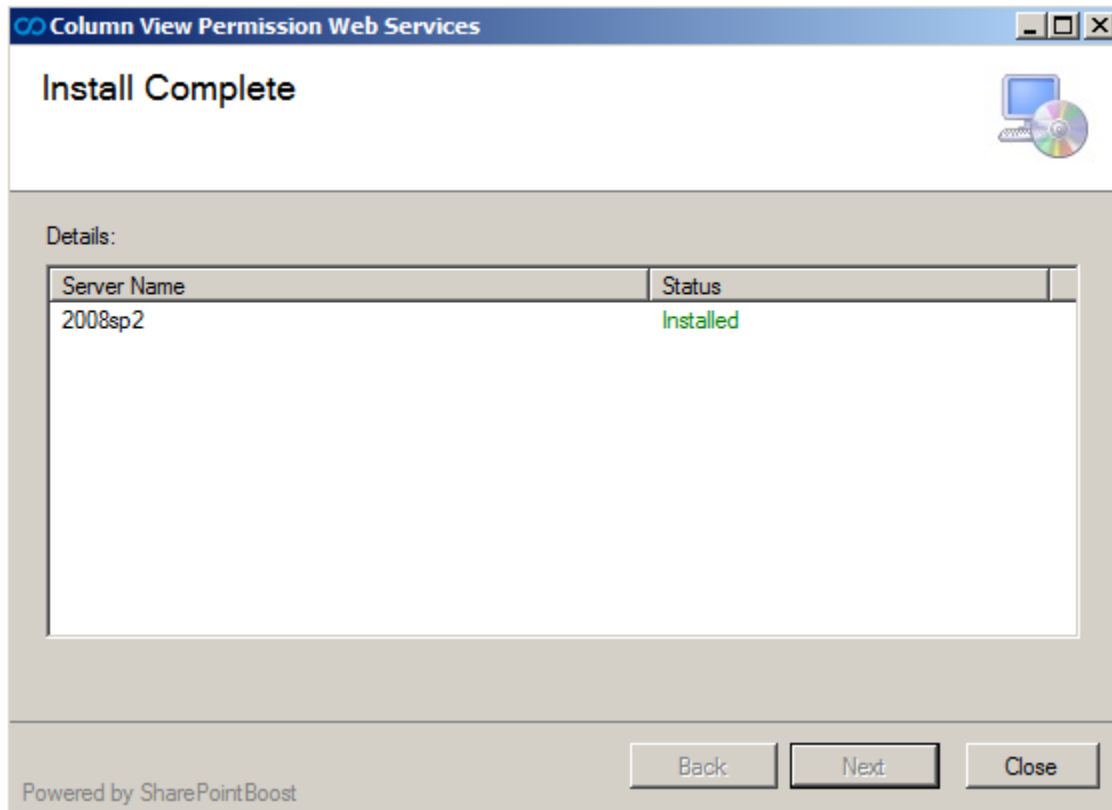 Column View Permission Web Services
Install Complete
Details:
Server Name Status
2008sp2 Installed
Back Next Close
Powered by SharePointBoost